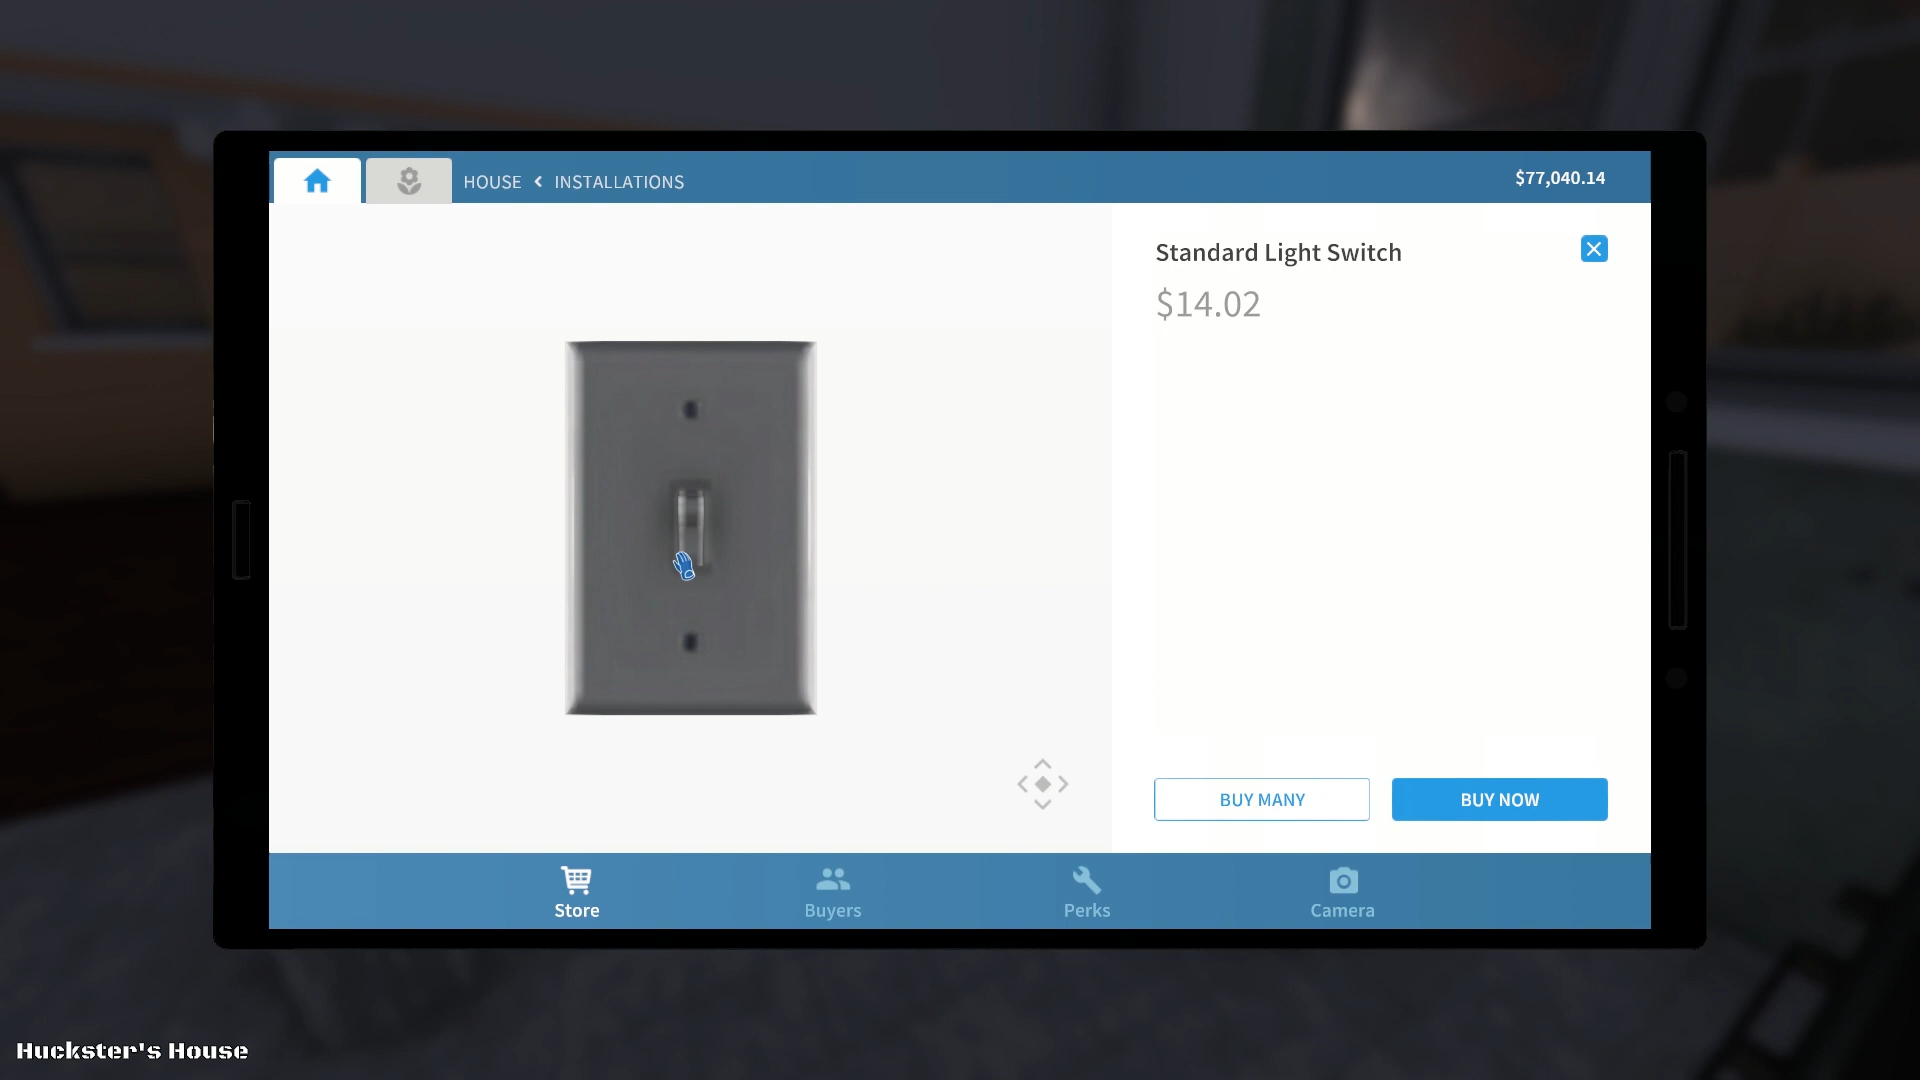 HOUSE < INSTALLATIONS
$77,040.14
Standard Light Switch
$14.02
BUY MANY
BUY NOW
Store
Buyers
Perks
Camera
Huckster's House